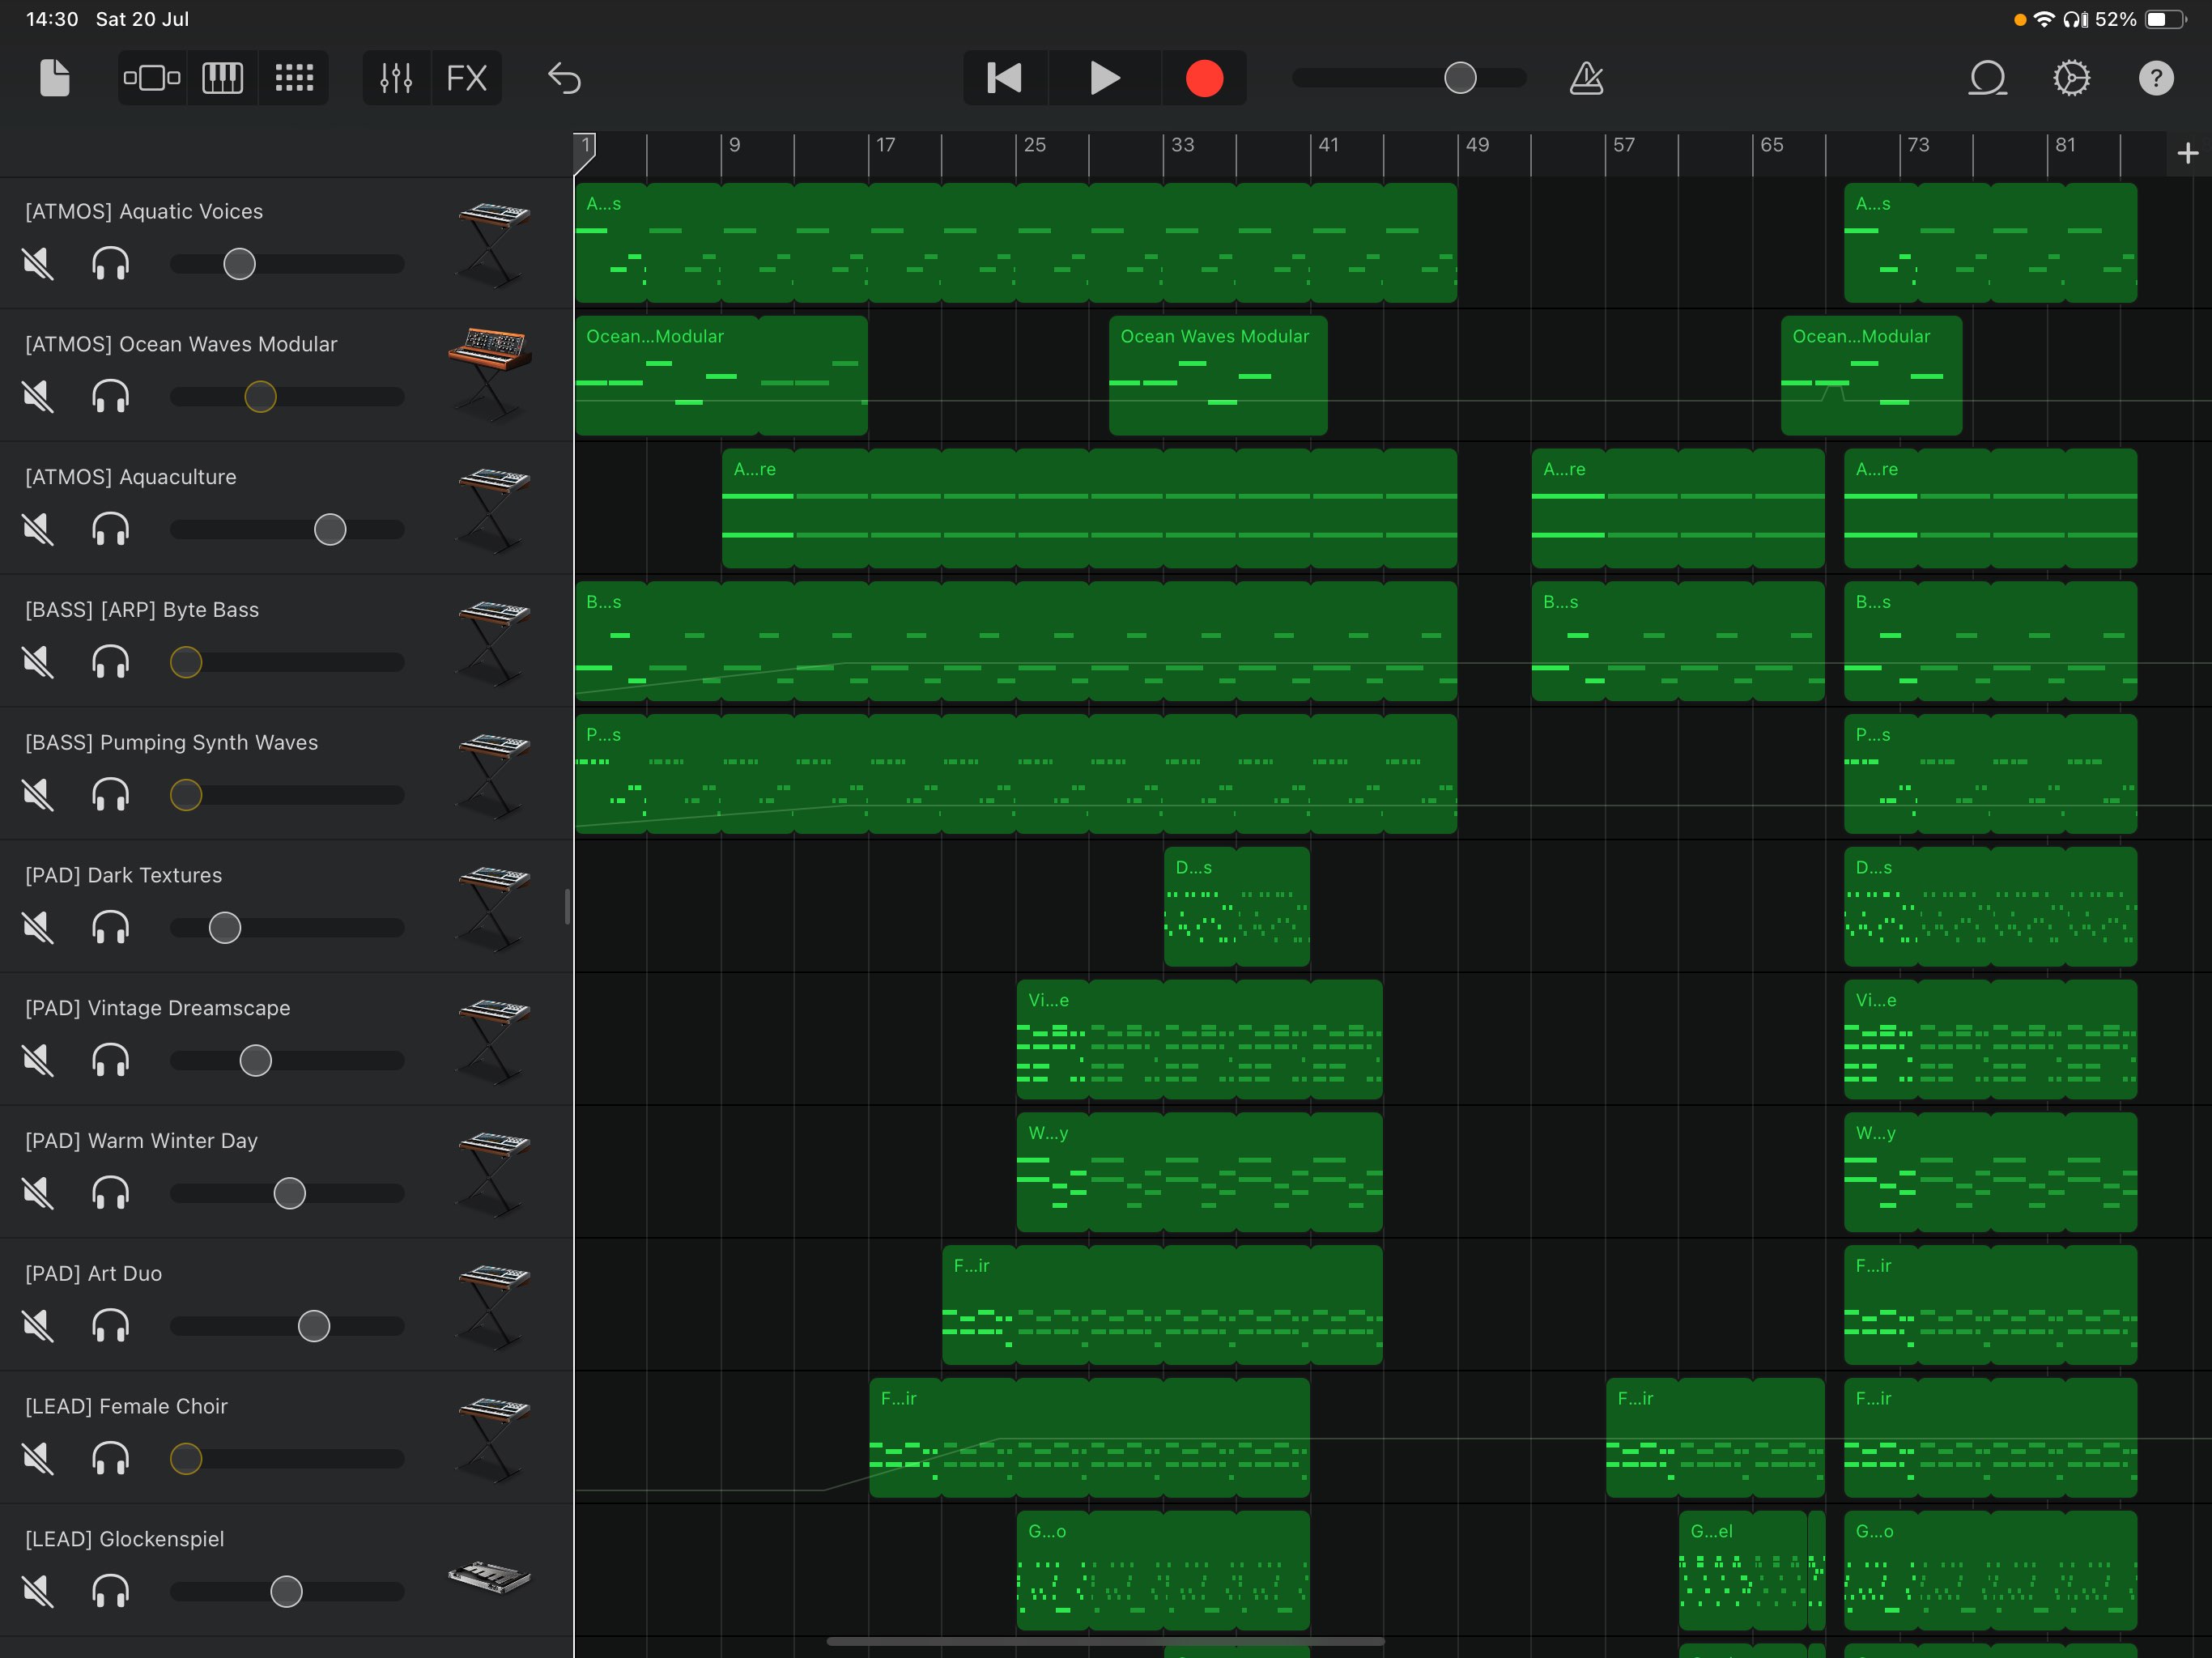 14:30 Sat 20 Jul
52%
FX
?
1 9 17 25 33 41 49 57 65 73 81 +
[ATMOS] Aquatic Voices
A...s A...s
[ATMOS] Ocean Waves Modular
Ocean...Modular Ocean Waves Modular Ocean...Modular
[ATMOS] Aquaculture
A...re A...re A...re
[BASS] [ARP] Byte Bass
B...s B...s B...s
[BASS] Pumping Synth Waves
P...s P...s
[PAD] Dark Textures
D...s D...s
[PAD] Vintage Dreamscape
Vi...e Vi...e
[PAD] Warm Winter Day
W...y W...y
[PAD] Art Duo
F...ir F...ir
[LEAD] Female Choir
F...ir F...ir F...ir
[LEAD] Glockenspiel
G...o G...el G...o